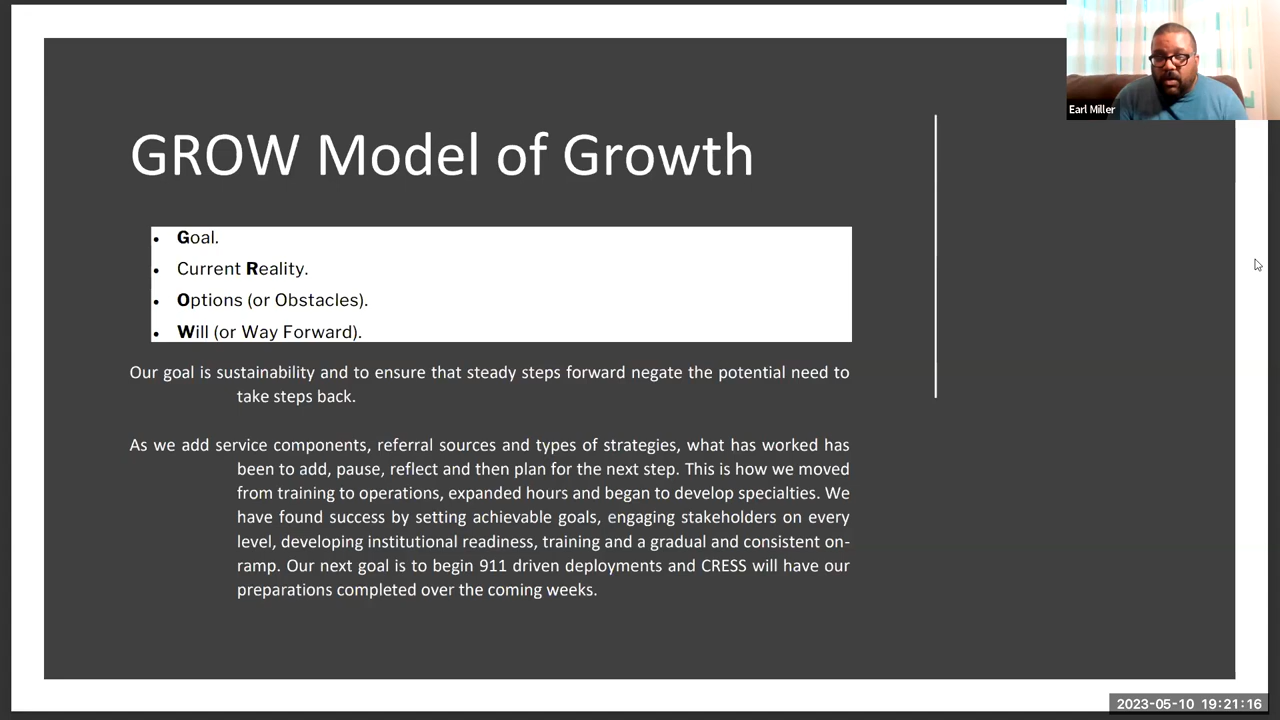 Earl Miller
GROW Model of Growth
• Goal.
• Current Reality.
• Options (or Obstacles).
• Will (or Way Forward).
Our goal is sustainability and to ensure that steady steps forward negate the potential need to
take steps back.
As we add service components, referral sources and types of strategies, what has worked has
been to add, pause, reflect and then plan for the next step. This is how we moved
from training to operations, expanded hours and began to develop specialties. We
have found success by setting achievable goals, engaging stakeholders on every
level, developing institutional readiness, training and a gradual and consistent on-
ramp. Our next goal is to begin 911 driven deployments and CRESS will have our
preparations completed over the coming weeks.
2023-05-10 19:21:16